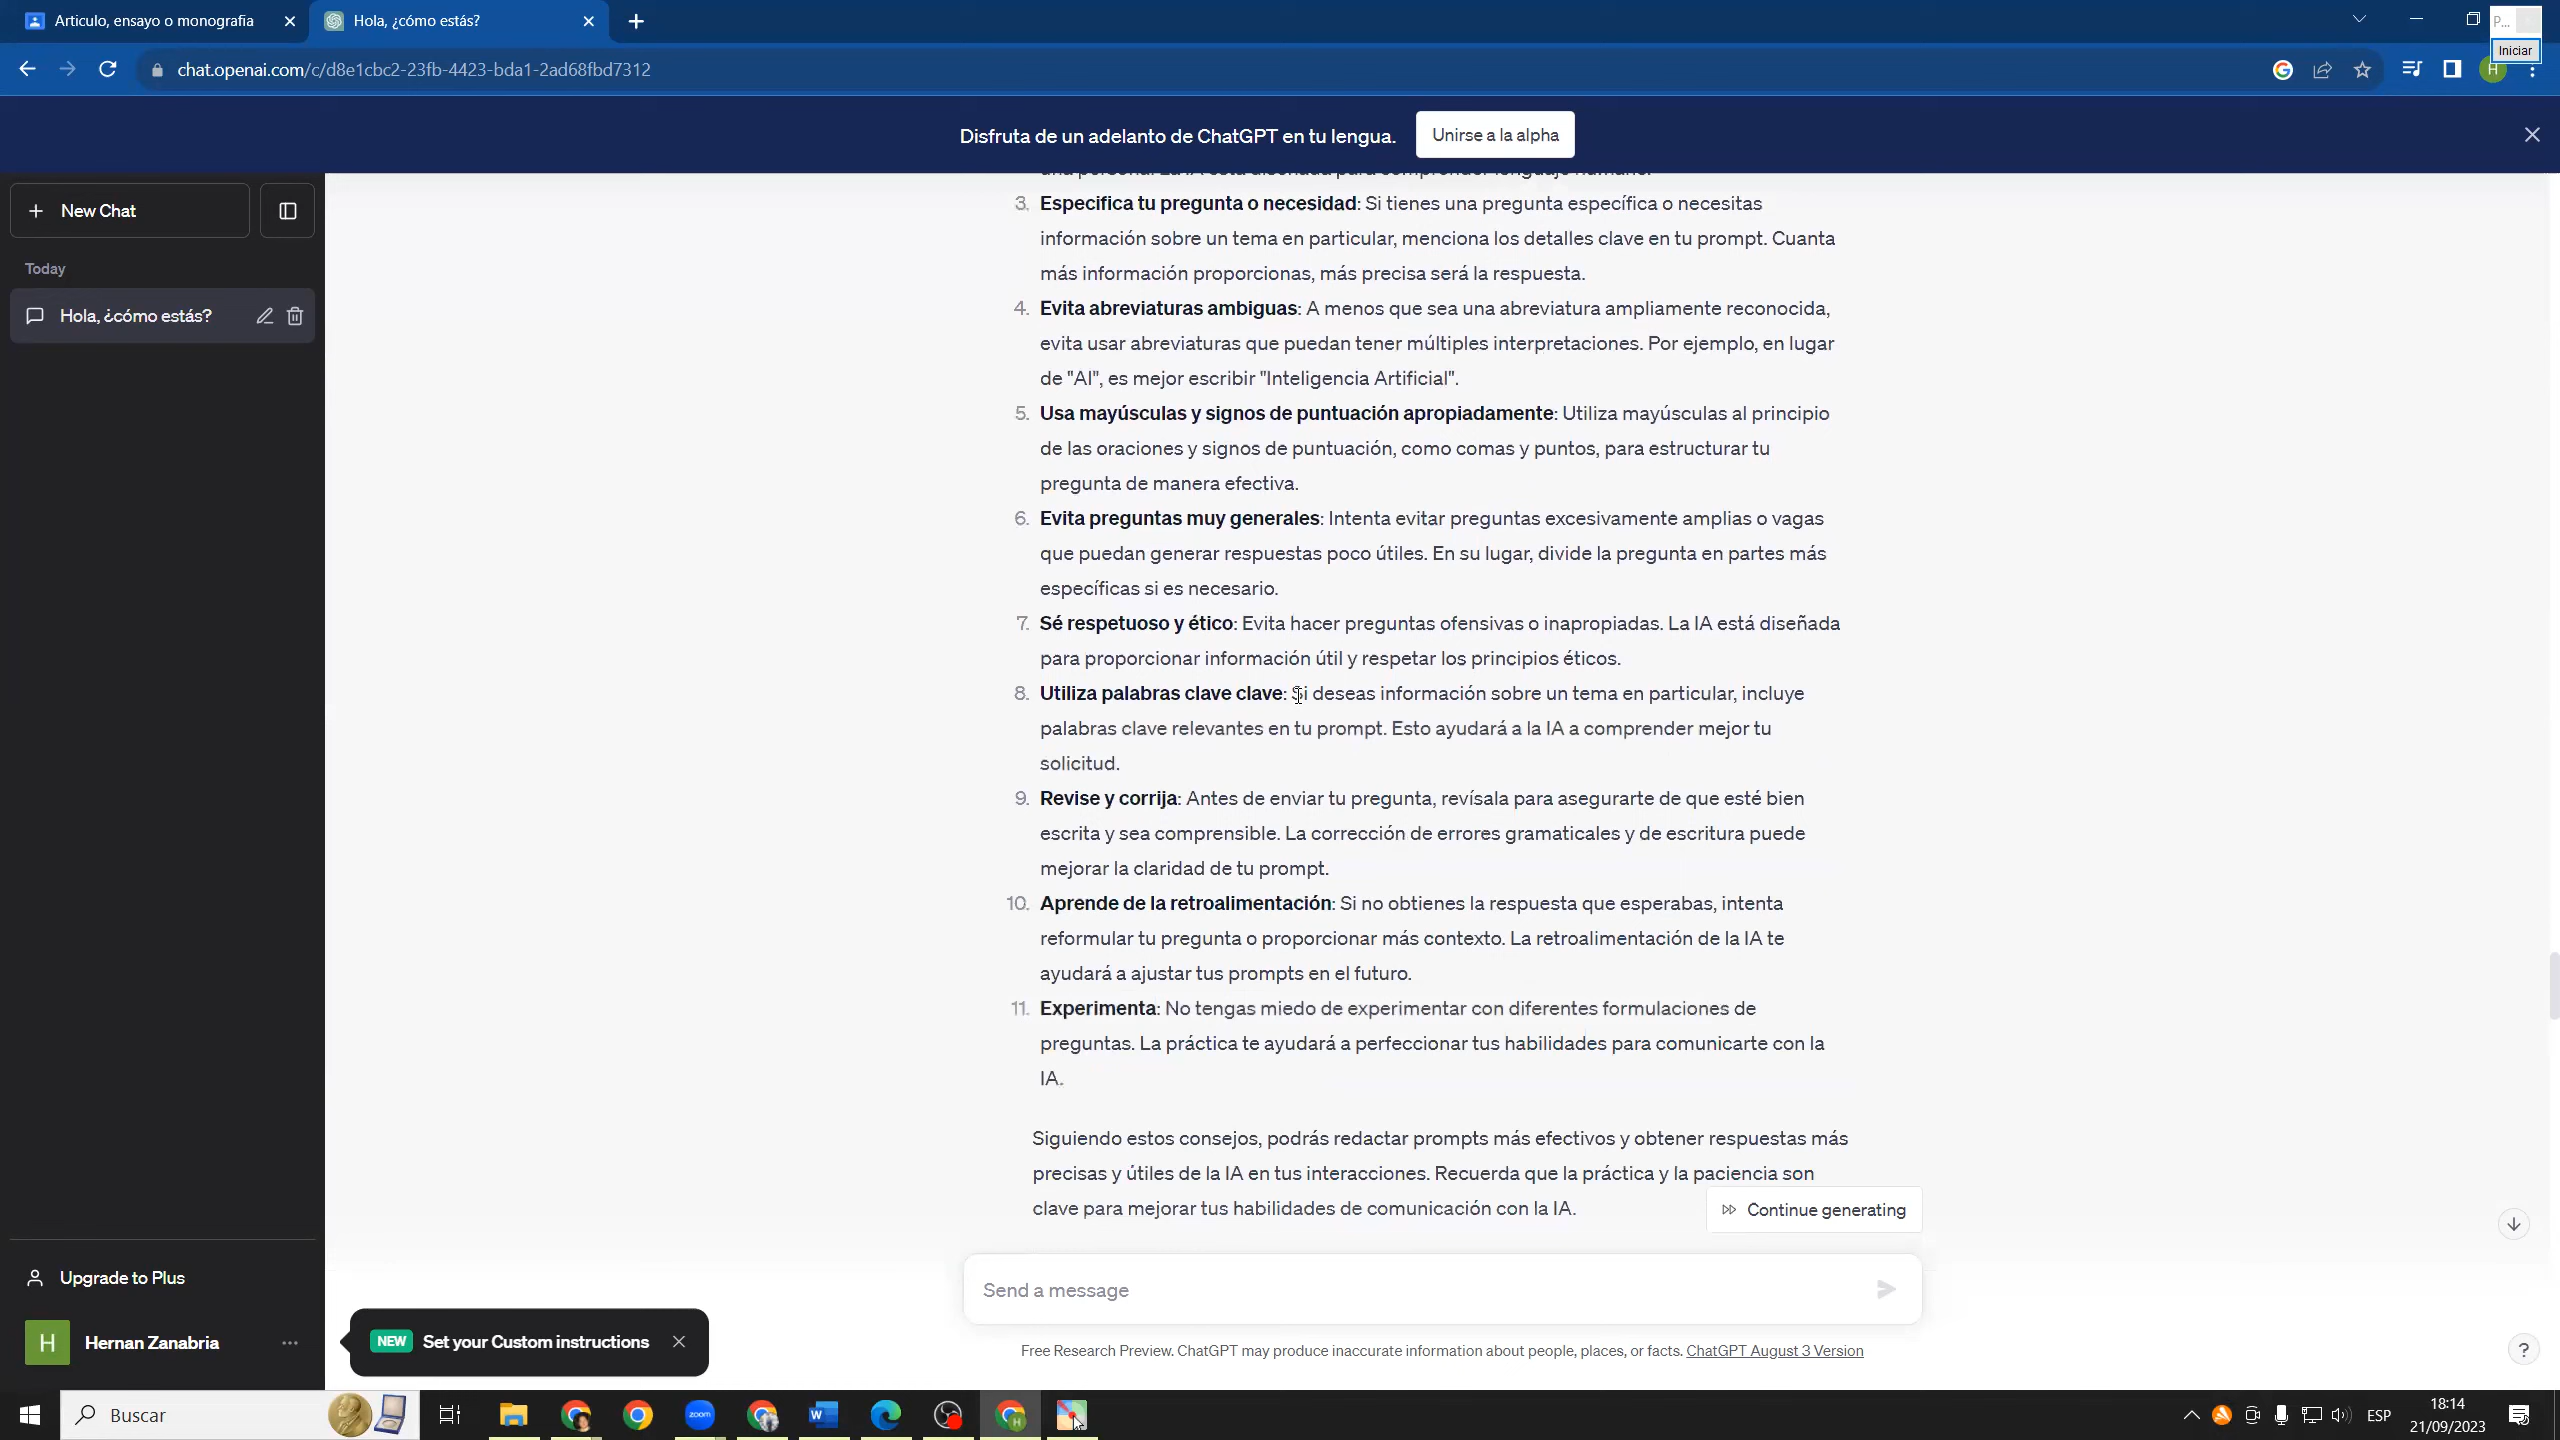 Articulo, ensayo o monografia
Hola, ¿cómo estás?
P...
Iniciar
chat.openai.com/c/d8e1cbc2-23fb-4423-bda1-2ad68fbd7312
H
Disfruta de un adelanto de ChatGPT en tu lengua.
Unirse a la alpha
New Chat
Today
Hola, ¿cómo estás?
una persona. La IA está diseñada para comprender lenguaje humano.
3. Especifica tu pregunta o necesidad: Si tienes una pregunta específica o necesitas
información sobre un tema en particular, menciona los detalles clave en tu prompt. Cuanta
más información proporcionas, más precisa será la respuesta.
4. Evita abreviaturas ambiguas: A menos que sea una abreviatura ampliamente reconocida,
evita usar abreviaturas que puedan tener múltiples interpretaciones. Por ejemplo, en lugar
de "AI", es mejor escribir "Inteligencia Artificial".
5. Usa mayúsculas y signos de puntuación apropiadamente: Utiliza mayúsculas al principio
de las oraciones y signos de puntuación, como comas y puntos, para estructurar tu
pregunta de manera efectiva.
6. Evita preguntas muy generales: Intenta evitar preguntas excesivamente amplias o vagas
que puedan generar respuestas poco útiles. En su lugar, divide la pregunta en partes más
específicas si es necesario.
7. Sé respetuoso y ético: Evita hacer preguntas ofensivas o inapropiadas. La IA está diseñada
para proporcionar información útil y respetar los principios éticos.
8. Utiliza palabras clave clave: Si deseas información sobre un tema en particular, incluye
palabras clave relevantes en tu prompt. Esto ayudará a la IA a comprender mejor tu
solicitud.
9. Revise y corrija: Antes de enviar tu pregunta, revísala para asegurarte de que esté bien
escrita y sea comprensible. La corrección de errores gramaticales y de escritura puede
mejorar la claridad de tu prompt.
10. Aprende de la retroalimentación: Si no obtienes la respuesta que esperabas, intenta
reformular tu pregunta o proporcionar más contexto. La retroalimentación de la IA te
ayudará a ajustar tus prompts en el futuro.
11. Experimenta: No tengas miedo de experimentar con diferentes formulaciones de
preguntas. La práctica te ayudará a perfeccionar tus habilidades para comunicarte con la
IA.
Siguiendo estos consejos, podrás redactar prompts más efectivos y obtener respuestas más
precisas y útiles de la IA en tus interacciones. Recuerda que la práctica y la paciencia son
clave para mejorar tus habilidades de comunicación con la IA.
Continue generating
Send a message
Free Research Preview. ChatGPT may produce inaccurate information about people, places, or facts. ChatGPT August 3 Version
Upgrade to Plus
H Hernan Zanabria
NEW Set your Custom instructions
?
Buscar
zoom
W
H
ESP
18:14
21/09/2023